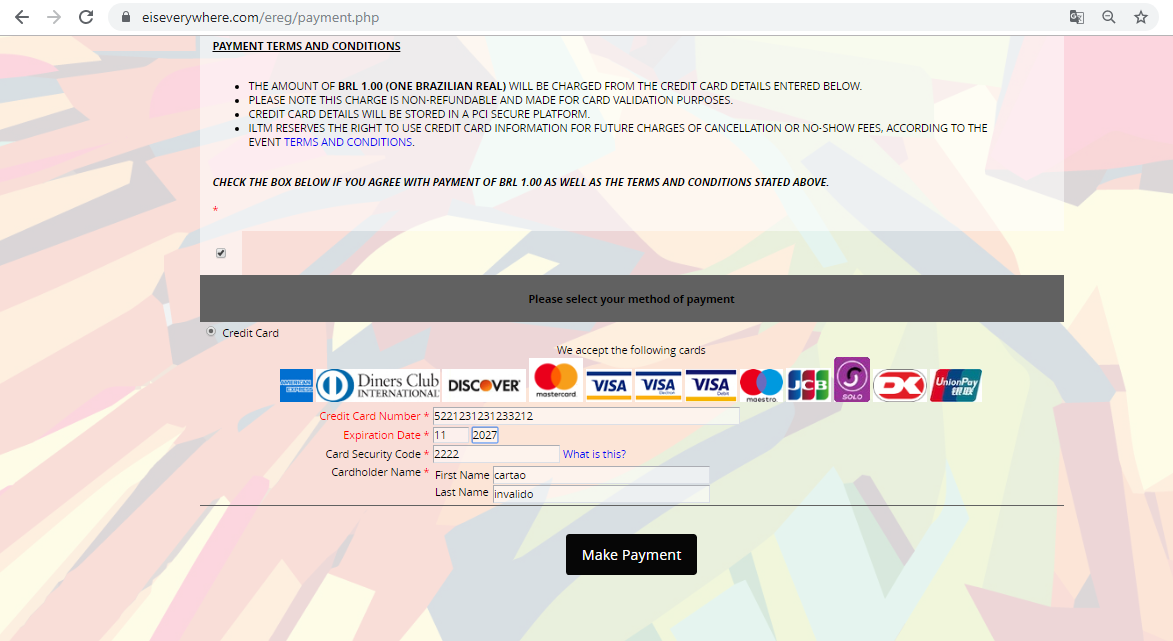 eiseverywhere.com/ereg/payment.php
PAYMENT TERMS AND CONDITIONS
THE AMOUNT OF BRL 1.00 (ONE BRAZILIAN REAL) WILL BE CHARGED FROM THE CREDIT CARD DETAILS ENTERED BELOW.
PLEASE NOTE THIS CHARGE IS NON-REFUNDABLE AND MADE FOR CARD VALIDATION PURPOSES.
CREDIT CARD DETAILS WILL BE STORED IN A PCI SECURE PLATFORM.
ILTM RESERVES THE RIGHT TO USE CREDIT CARD INFORMATION FOR FUTURE CHARGES OF CANCELLATION OR NO-SHOW FEES, ACCORDING TO THE
EVENT TERMS AND CONDITIONS.
CHECK THE BOX BELOW IF YOU AGREE WITH PAYMENT OF BRL 1.00 AS WELL AS THE TERMS AND CONDITIONS STATED ABOVE.
*
Please select your method of payment
Credit Card
We accept the following cards
AMERICAN EXPRESS Diners Club INTERNATIONAL DISCOVER mastercard VISA VISA Electron VISA Debit maestro JCB SOLO DK UnionPay 银联
Credit Card Number * 5221231231233212
Expiration Date * 11 2027
Card Security Code * 2222 What is this?
Cardholder Name * First Name cartao
Last Name invalido
Make Payment